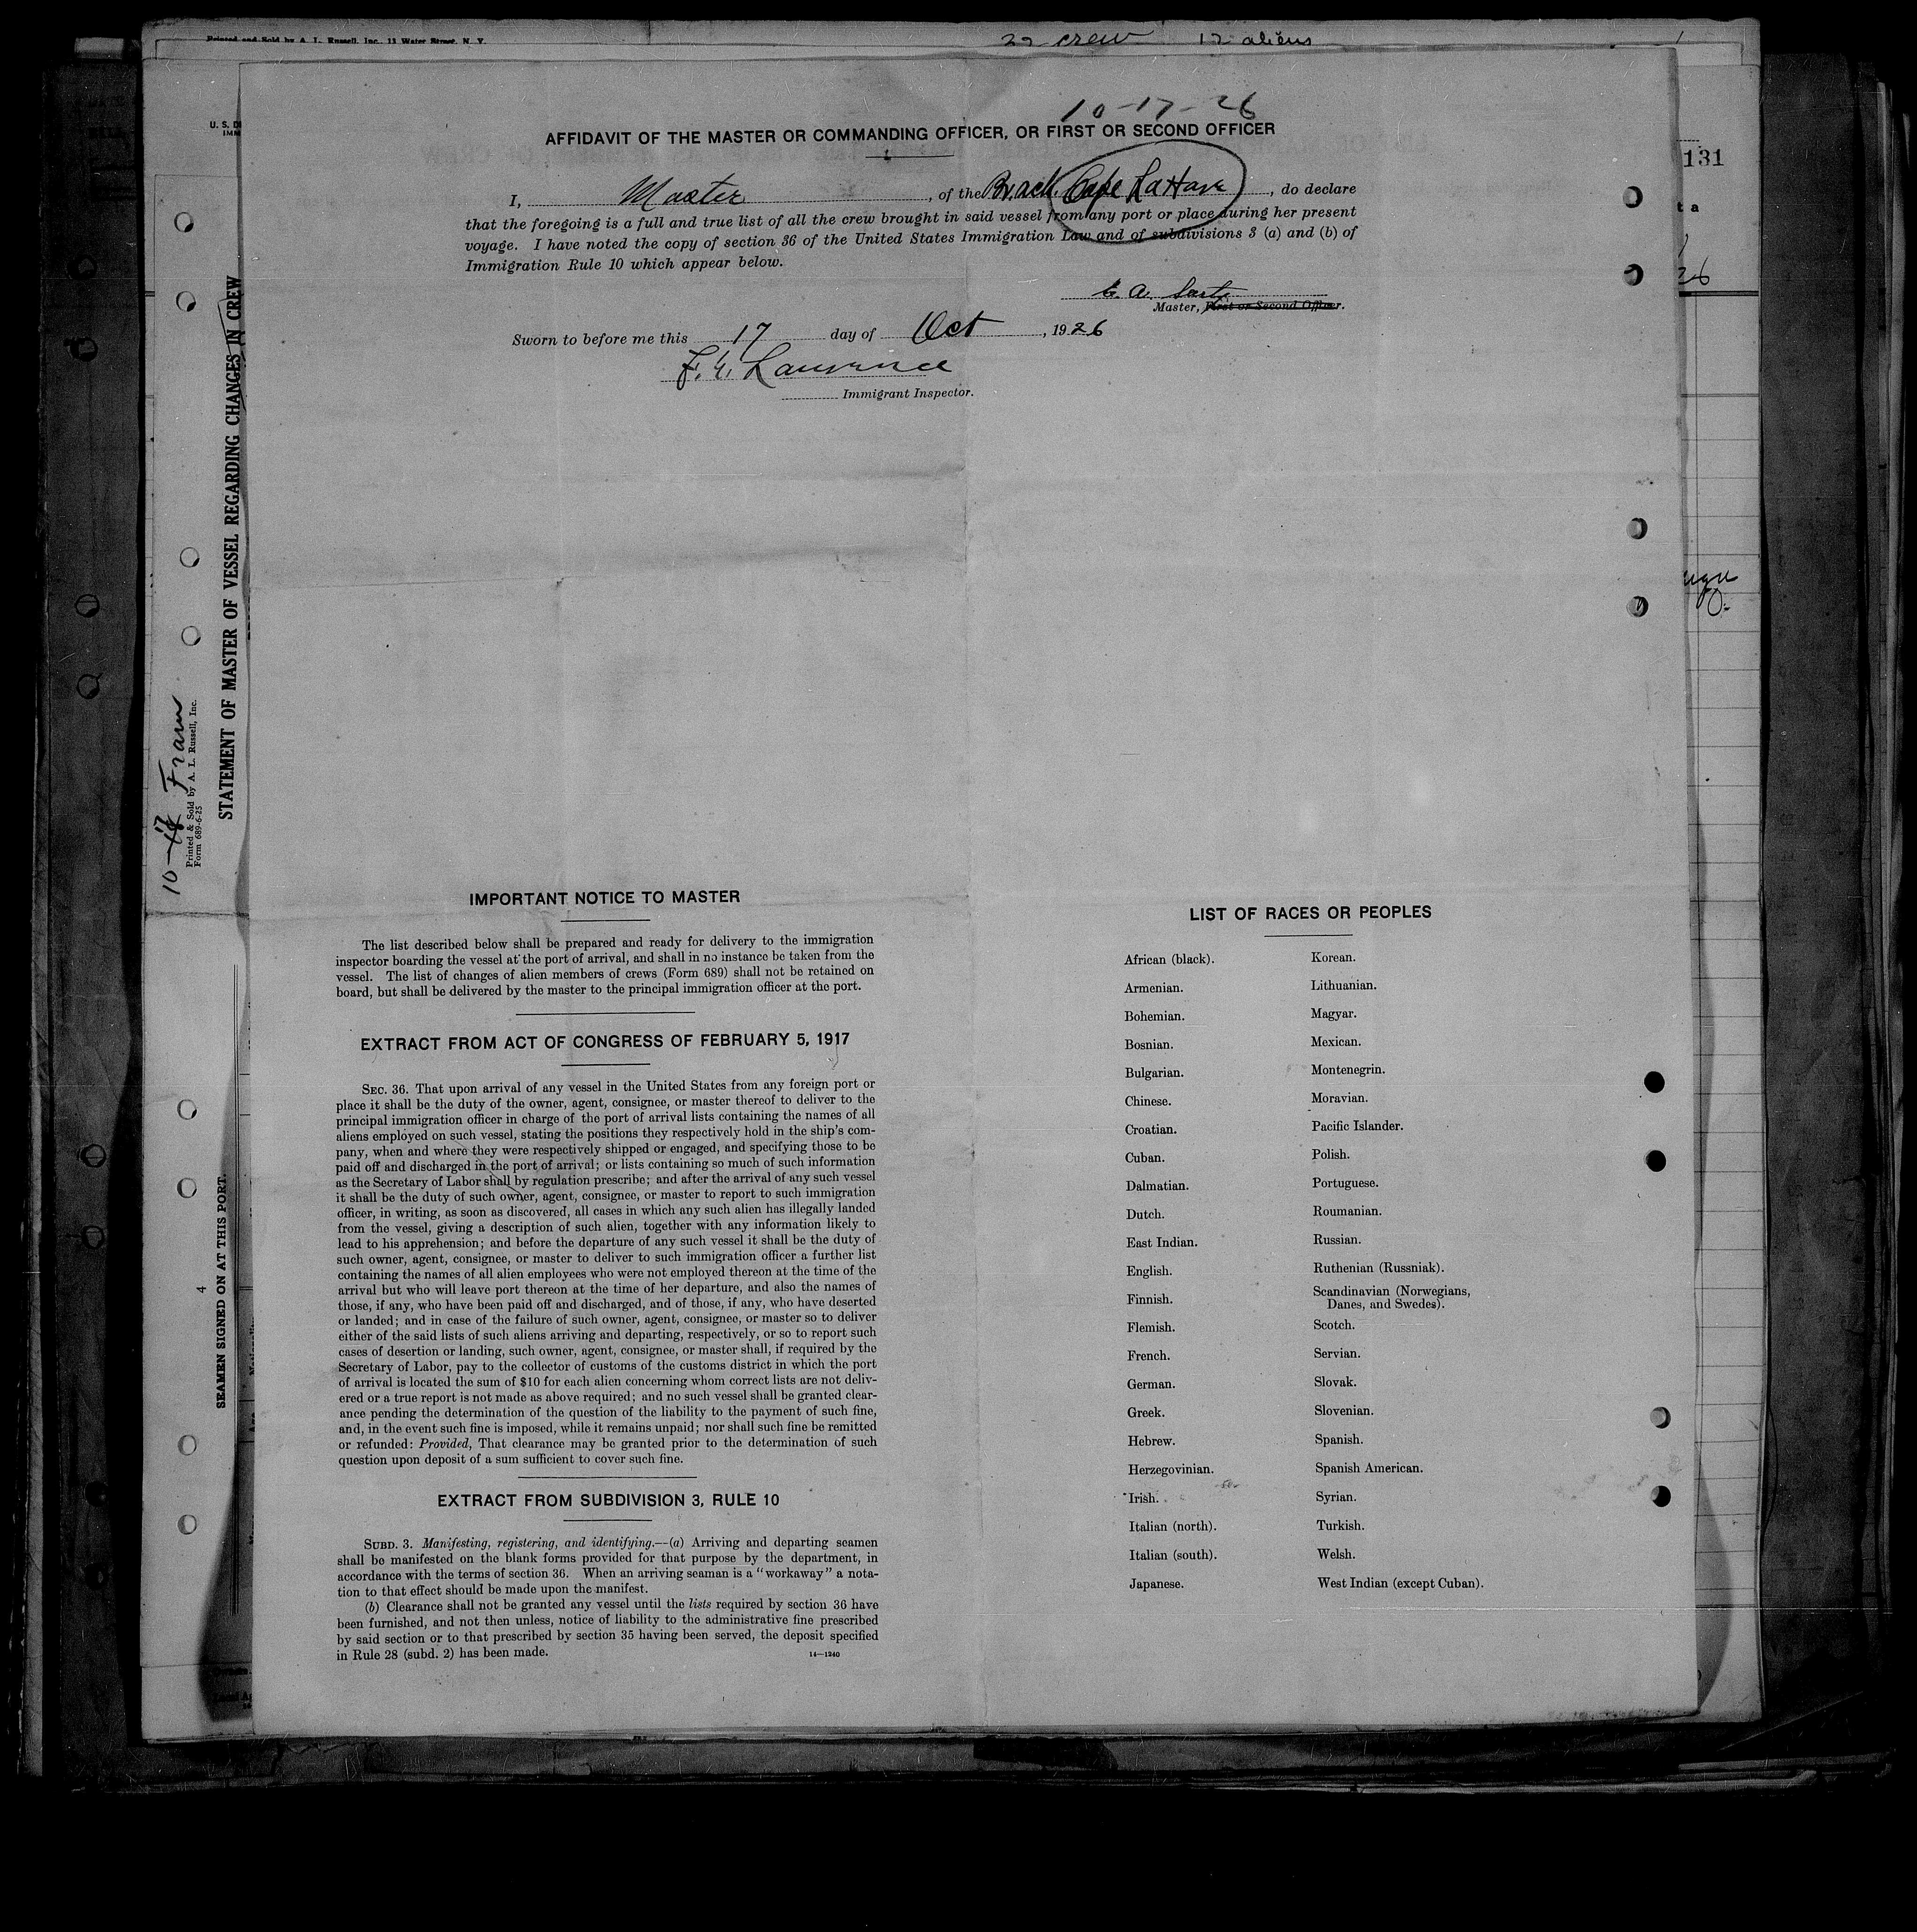 Printed and Sold by A. L. Russell, Inc., 13 Water Street, N. Y.
22 crew 12 aliens
10-17-26
AFFIDAVIT OF THE MASTER OR COMMANDING OFFICER, OR FIRST OR SECOND OFFICER
131
I, Master, of the Br. ach. Cape LaHave, do declare
that the foregoing is a full and true list of all the crew brought in said vessel from any port or place during her present
voyage. I have noted the copy of section 36 of the United States Immigration Law and of subdivisions 3 (a) and (b) of
Immigration Rule 10 which appear below.
26
Master, First or Second Officer.
Sworn to before me this 17 day of Oct, 1926
F. Lawrence
Immigrant Inspector.
STATEMENT OF MASTER OF VESSEL REGARDING CHANGES IN CREW
10-17 Fram
Printed & Sold by A. L. Russell, Inc.
Form 689-6-25
4
SEAMEN SIGNED ON AT THIS PORT.
IMPORTANT NOTICE TO MASTER
The list described below shall be prepared and ready for delivery to the immigration
inspector boarding the vessel at the port of arrival, and shall in no instance be taken from the
vessel. The list of changes of alien members of crews (Form 689) shall not be retained on
board, but shall be delivered by the master to the principal immigration officer at the port.
EXTRACT FROM ACT OF CONGRESS OF FEBRUARY 5, 1917
SEC. 36. That upon arrival of any vessel in the United States from any foreign port or
place it shall be the duty of the owner, agent, consignee, or master thereof to deliver to the
principal immigration officer in charge of the port of arrival lists containing the names of all
aliens employed on such vessel, stating the positions they respectively hold in the ship's com-
pany, when and where they were respectively shipped or engaged, and specifying those to be
paid off and discharged in the port of arrival; or lists containing so much of such information
as the Secretary of Labor shall by regulation prescribe; and after the arrival of any such vessel
it shall be the duty of such owner, agent, consignee, or master to report to such immigration
officer, in writing, as soon as discovered, all cases in which any such alien has illegally landed
from the vessel, giving a description of such alien, together with any information likely to
lead to his apprehension; and before the departure of any such vessel it shall be the duty of
such owner, agent, consignee, or master to deliver to such immigration officer a further list
containing the names of all alien employees who were not employed thereon at the time of the
arrival but who will leave port thereon at the time of her departure, and also the names of
those, if any, who have been paid off and discharged, and of those, if any, who have deserted
or landed; and in case of the failure of such owner, agent, consignee, or master so to deliver
either of the said lists of such aliens arriving and departing, respectively, or so to report such
cases of desertion or landing, such owner, agent, consignee, or master shall, if required by the
Secretary of Labor, pay to the collector of customs of the customs district in which the port
of arrival is located the sum of $10 for each alien concerning whom correct lists are not deliv-
ered or a true report is not made as above required; and no such vessel shall be granted clear-
ance pending the determination of the question of the liability to the payment of such fine,
and, in the event such fine is imposed, while it remains unpaid; nor shall such fine be remitted
or refunded: Provided, That clearance may be granted prior to the determination of such
question upon deposit of a sum sufficient to cover such fine.
EXTRACT FROM SUBDIVISION 3, RULE 10
SUBD. 3. Manifesting, registering, and identifying.—(a) Arriving and departing seamen
shall be manifested on the blank forms provided for that purpose by the department, in
accordance with the terms of section 36. When an arriving seaman is a "workaway" a nota-
tion to that effect should be made upon the manifest.
(b) Clearance shall not be granted any vessel until the lists required by section 36 have
been furnished, and not then unless, notice of liability to the administrative fine prescribed
by said section or to that prescribed by section 35 having been served, the deposit specified
in Rule 28 (subd. 2) has been made.
14—1240
LIST OF RACES OR PEOPLES
African (black).
Armenian.
Bohemian.
Bosnian.
Bulgarian.
Chinese.
Croatian.
Cuban.
Dalmatian.
Dutch.
East Indian.
English.
Finnish.
Flemish.
French.
German.
Greek.
Hebrew.
Herzegovinian.
Irish.
Italian (north).
Italian (south).
Japanese.
Korean.
Lithuanian.
Magyar.
Mexican.
Montenegrin.
Moravian.
Pacific Islander.
Polish.
Portuguese.
Roumanian.
Russian.
Ruthenian (Russniak).
Scandinavian (Norwegians,
Danes, and Swedes).
Scotch.
Servian.
Slovak.
Slovenian.
Spanish.
Spanish American.
Syrian.
Turkish.
Welsh.
West Indian (except Cuban).